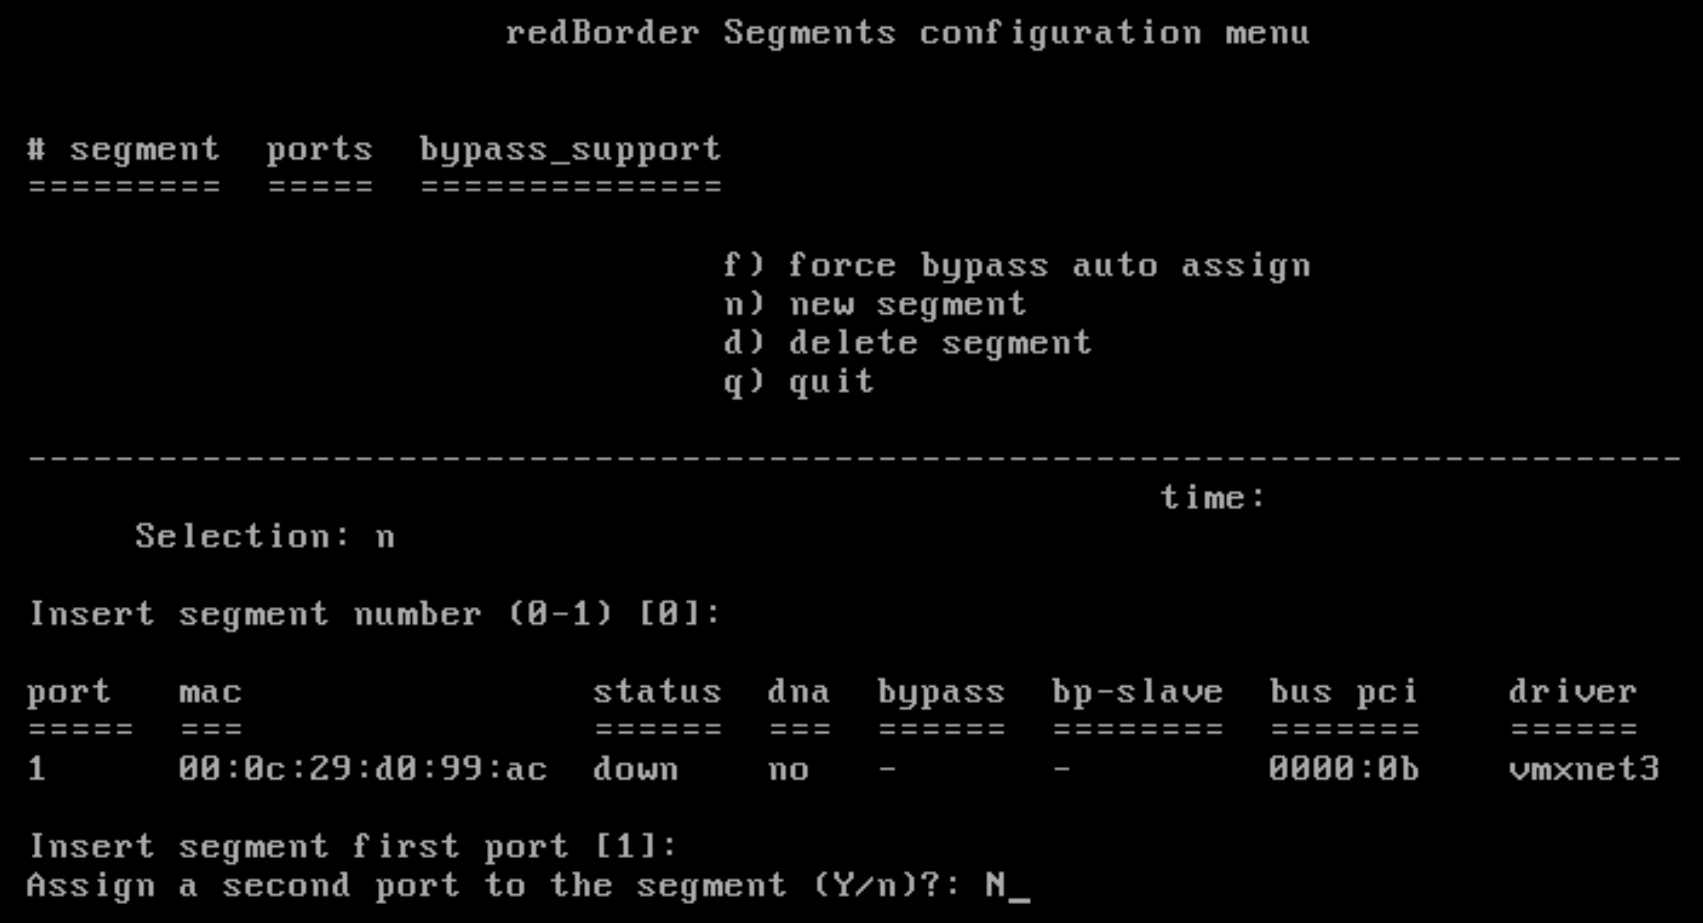 redBorder Segments configuration menu
# segment  ports  bypass_support
=========  =====  ==============
f) force bypass auto assign
n) new segment
d) delete segment
q) quit
----------------------------------------------------------------------------
time:
Selection: n
Insert segment number (0-1) [0]:
port   mac                status  dna  bypass  bp-slave  bus pci    driver
=====  ===                ======  ===  ======  ========  =======    ======
1      00:0c:29:d0:99:ac  down    no   -       -         0000:0b    vmxnet3
Insert segment first port [1]:
Assign a second port to the segment (Y/n)?: N_